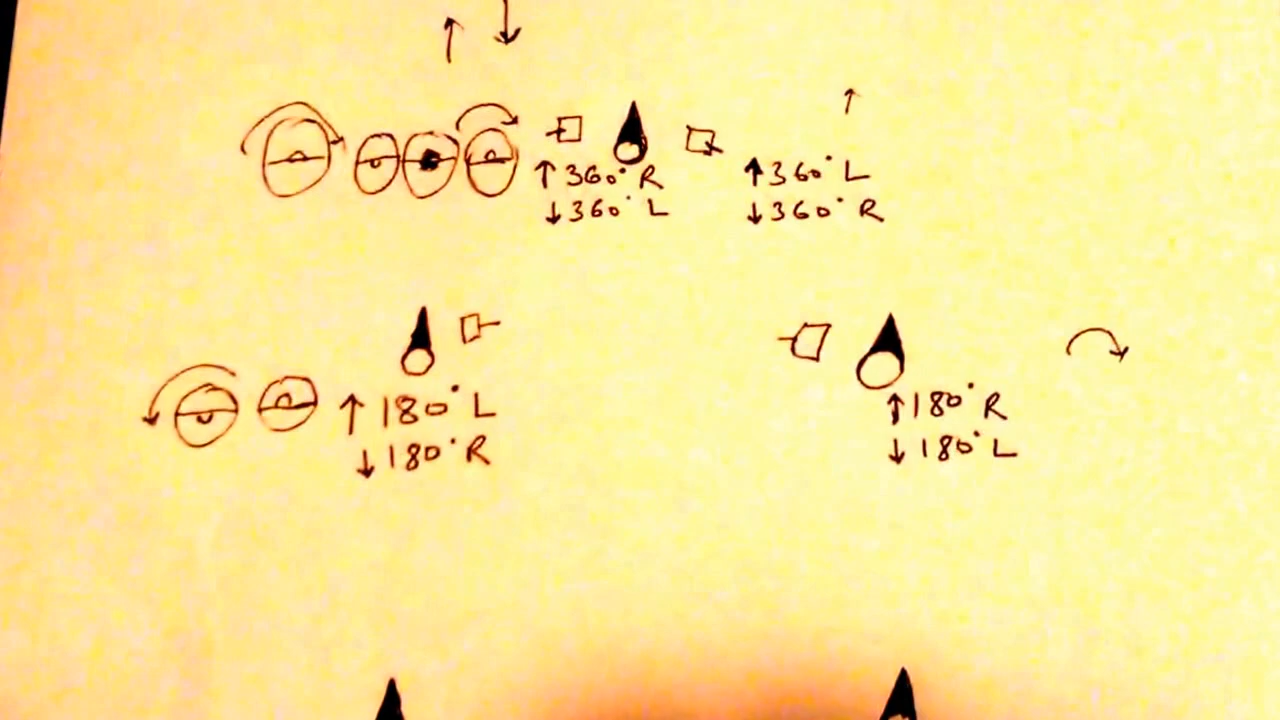 ↑360° R ↑360° L
↓360° L ↓360° R
↑180° L ↑180° R
↓180° R ↓180° L